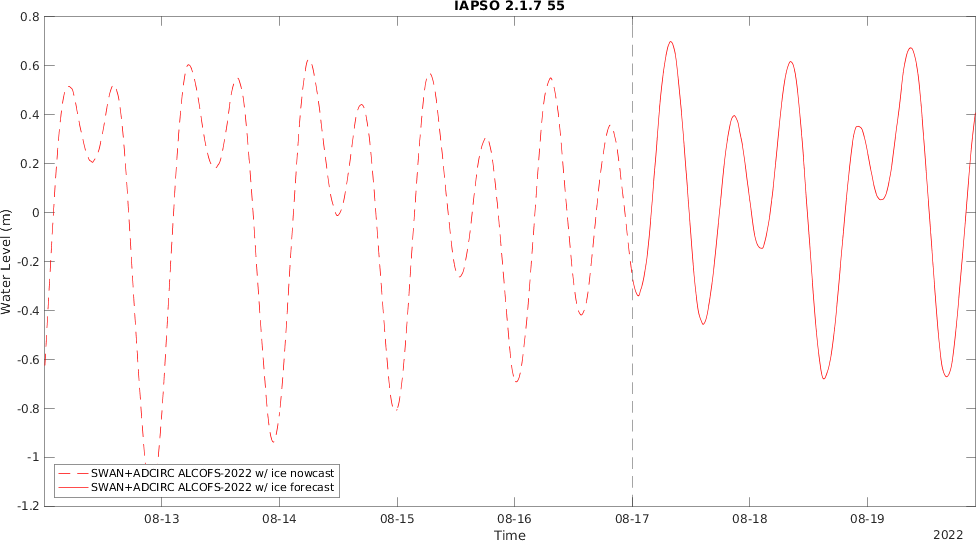 IAPSO 2.1.7 55
0.8
0.6
0.4
0.2
0
-0.2
-0.4
-0.6
-0.8
-1
-1.2
Water Level (m)
SWAN+ADCIRC ALCOFS-2022 w/ ice nowcast
SWAN+ADCIRC ALCOFS-2022 w/ ice forecast
08-13 08-14 08-15 08-16 08-17 08-18 08-19
Time
2022